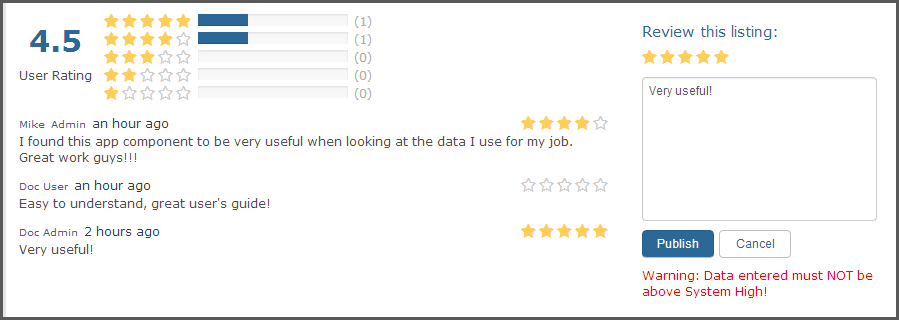 4.5
User Rating
(1)
(1)
(0)
(0)
(0)
Mike Admin an hour ago
I found this app component to be very useful when looking at the data I use for my job.
Great work guys!!!
Doc User an hour ago
Easy to understand, great user's guide!
Doc Admin 2 hours ago
Very useful!
Review this listing:
Very useful!
Publish Cancel
Warning: Data entered must NOT be
above System High!